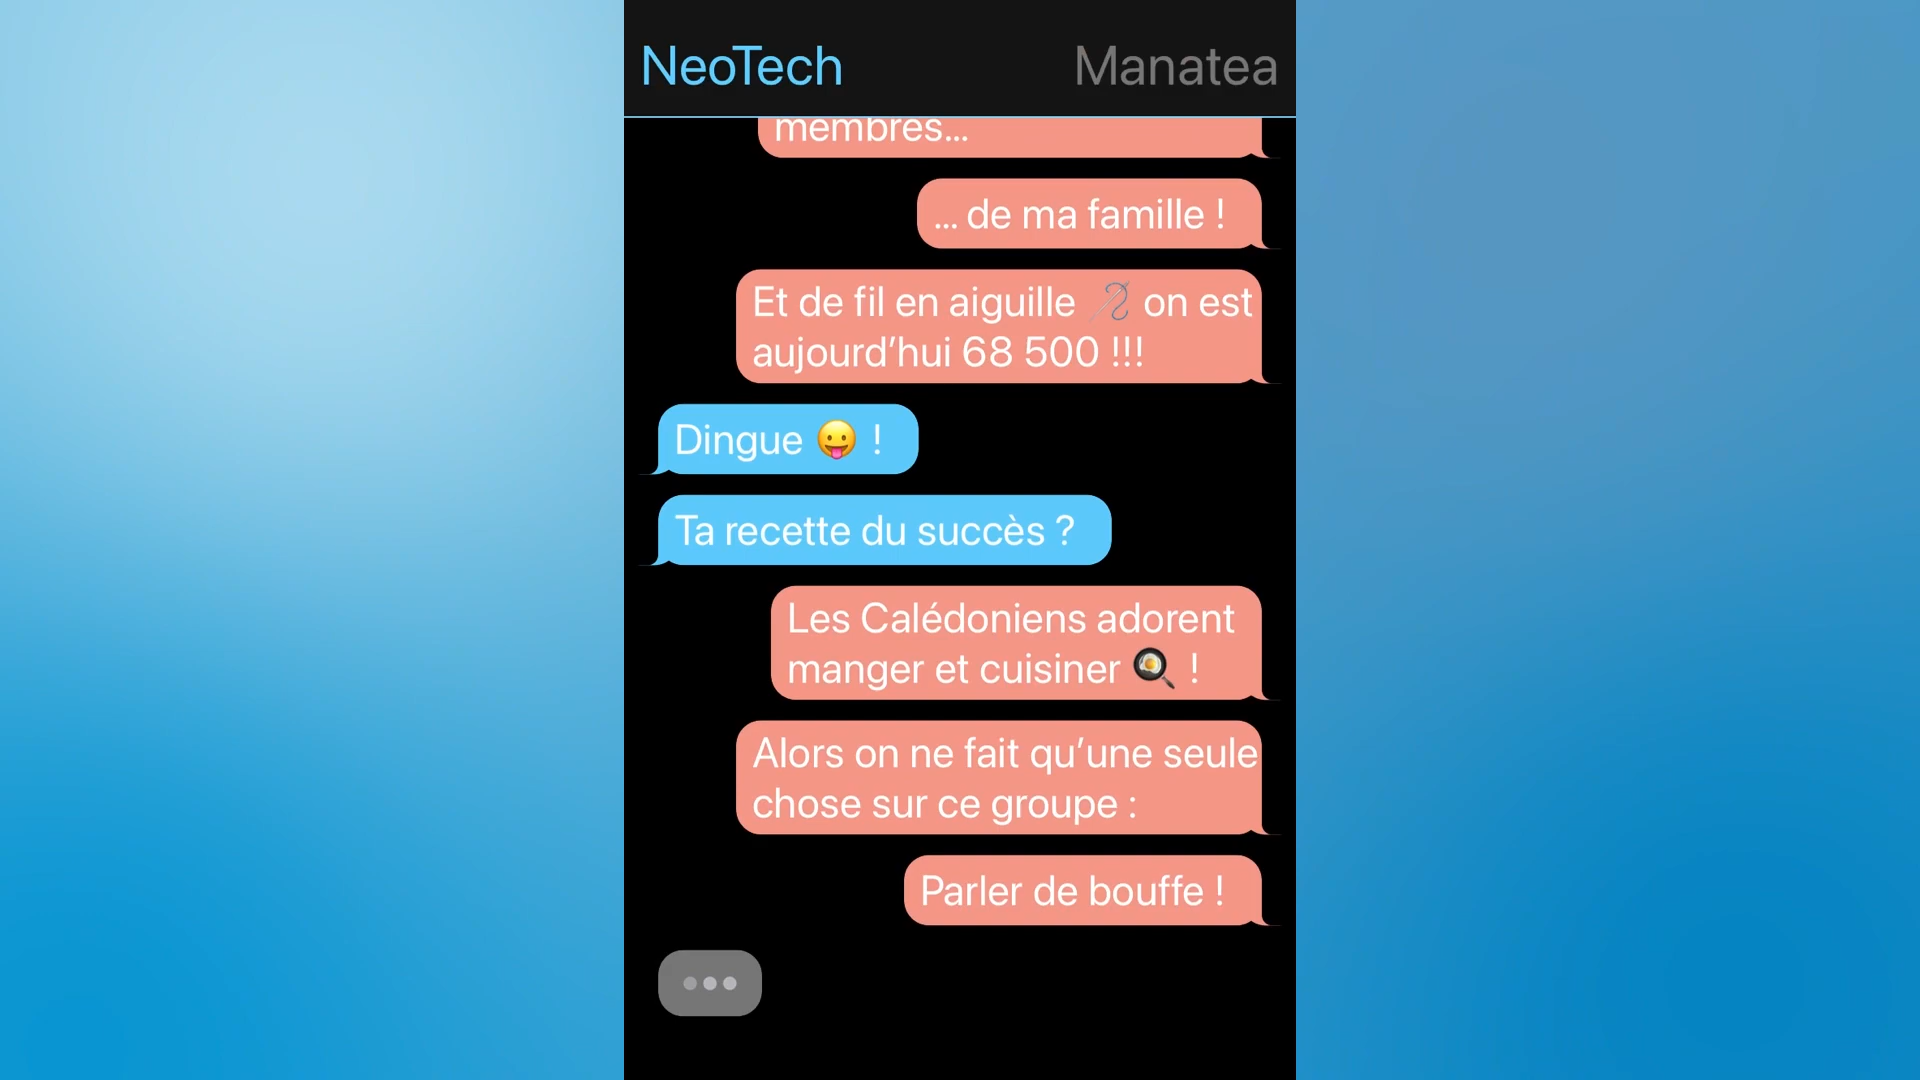 NeoTech
Manatea
membres...
... de ma famille !
Et de fil en aiguille 🪡 on est
aujourd’hui 68 500 !!!
Dingue 😛 !
Ta recette du succès ?
Les Calédoniens adorent
manger et cuisiner 🍳 !
Alors on ne fait qu’une seule
chose sur ce groupe :
Parler de bouffe !